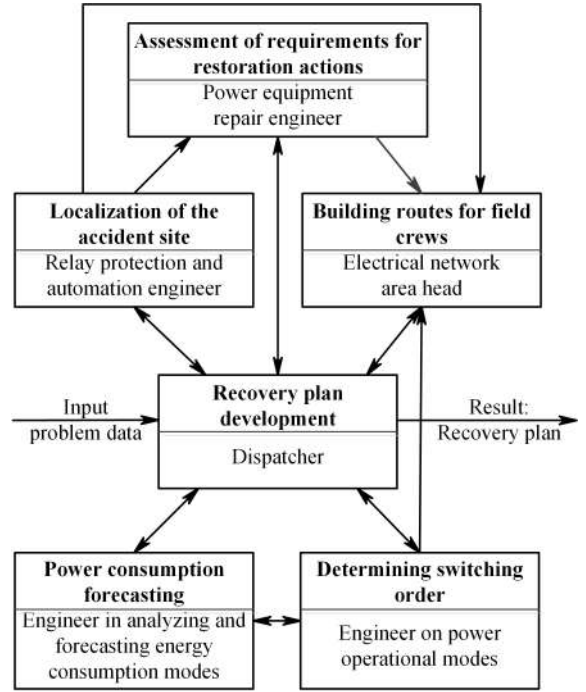 Assessment of requirements for
restoration actions
Power equipment
repair engineer
Localization of the
accident site
Relay protection and
automation engineer
Building routes for field
crews
Electrical network
area head
Input
problem data
Recovery plan
development
Dispatcher
Result:
Recovery plan
Power consumption
forecasting
Engineer in analyzing and
forecasting energy
consumption modes
Determining switching
order
Engineer on power
operational modes